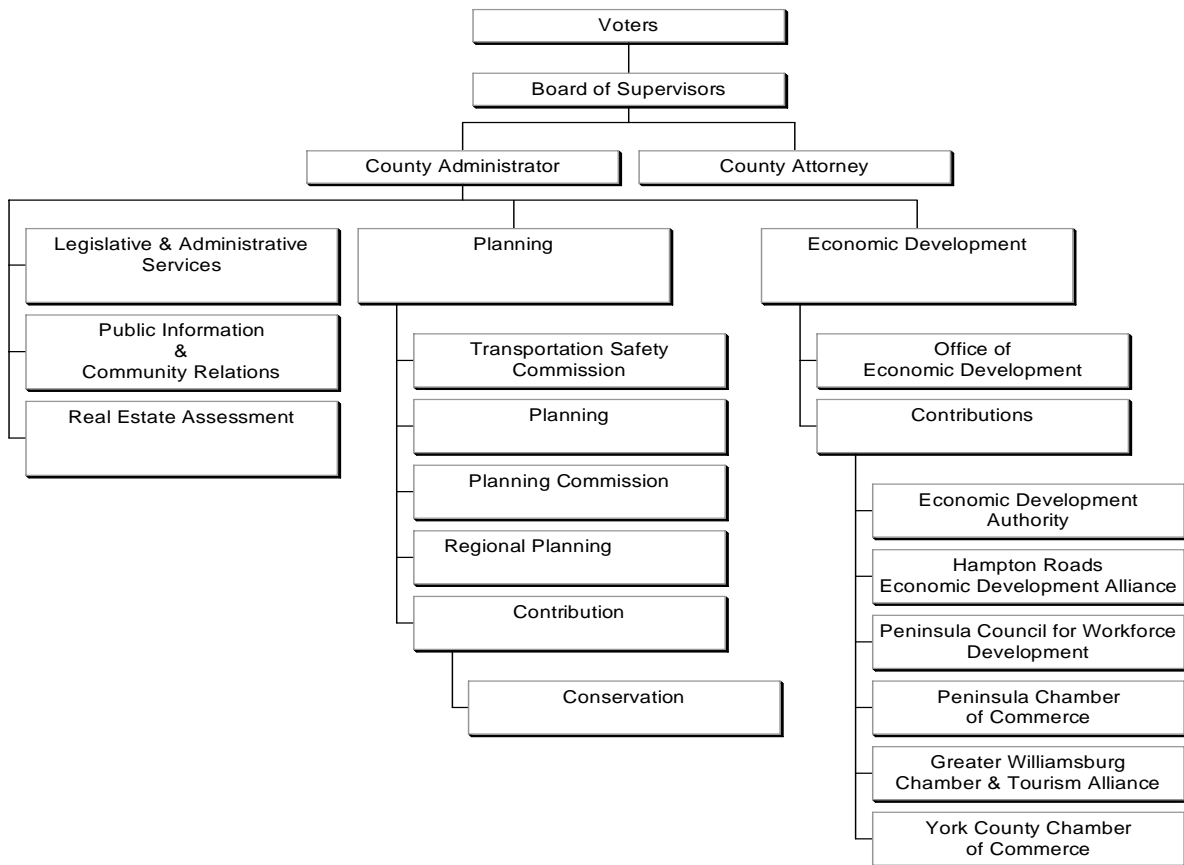 Voters
Board of Supervisors
County Administrator
County Attorney
Legislative & Administrative
Services
Public Information
&
Community Relations
Real Estate Assessment
Planning
Transportation Safety
Commission
Planning
Planning Commission
Regional Planning
Contribution
Conservation
Economic Development
Office of
Economic Development
Contributions
Economic Development
Authority
Hampton Roads
Economic Development Alliance
Peninsula Council for Workforce
Development
Peninsula Chamber
of Commerce
Greater Williamsburg
Chamber & Tourism Alliance
York County Chamber
of Commerce